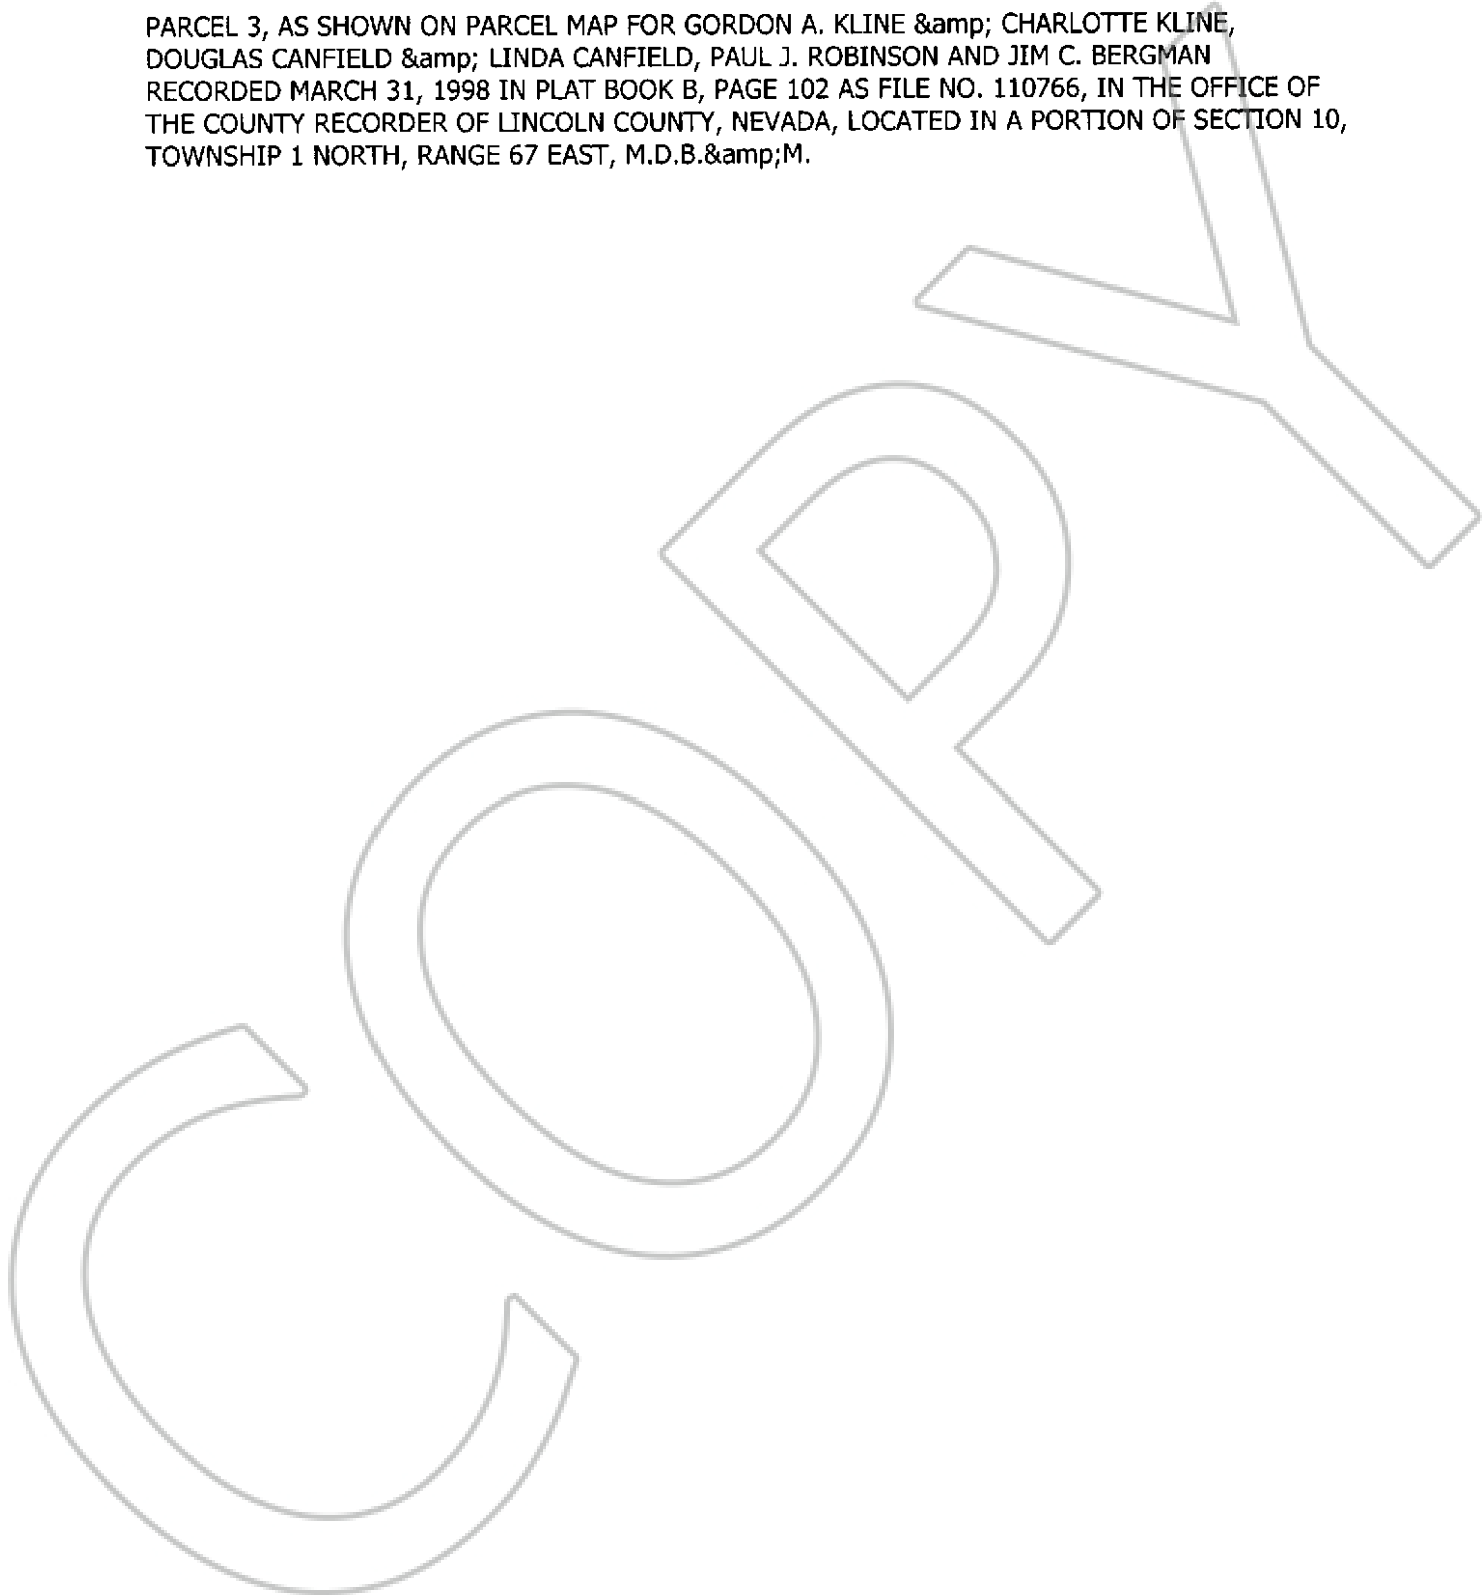 PARCEL 3, AS SHOWN ON PARCEL MAP FOR GORDON A. KLINE &amp; CHARLOTTE KLINE,
DOUGLAS CANFIELD &amp; LINDA CANFIELD, PAUL J. ROBINSON AND JIM C. BERGMAN
RECORDED MARCH 31, 1998 IN PLAT BOOK B, PAGE 102 AS FILE NO. 110766, IN THE OFFICE OF
THE COUNTY RECORDER OF LINCOLN COUNTY, NEVADA, LOCATED IN A PORTION OF SECTION 10,
TOWNSHIP 1 NORTH, RANGE 67 EAST, M.D.B.&amp;M.
COPY